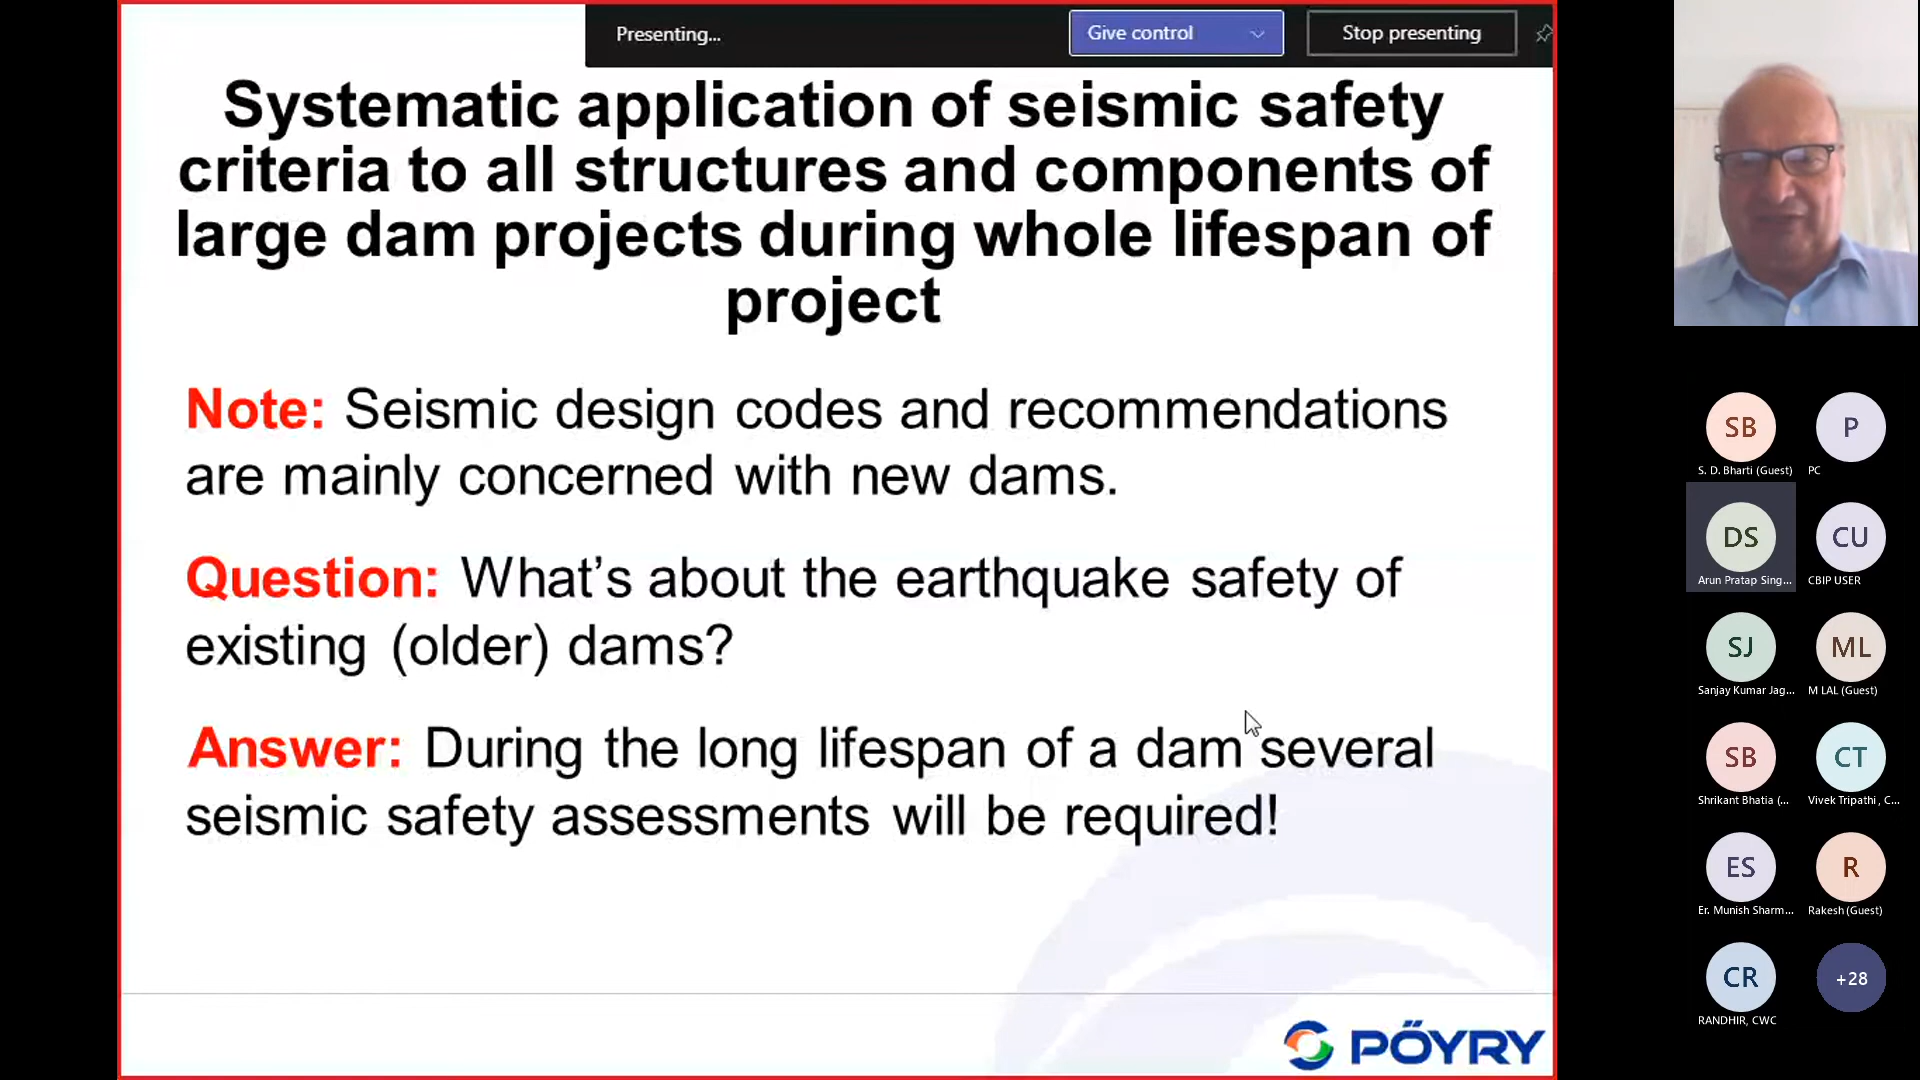 Presenting...
Give control
Stop presenting
Systematic application of seismic safety
criteria to all structures and components of
large dam projects during whole lifespan of
project
Note: Seismic design codes and recommendations
are mainly concerned with new dams.
Question: What’s about the earthquake safety of
existing (older) dams?
Answer: During the long lifespan of a dam several
seismic safety assessments will be required!
PÖYRY
SB
S. D. Bharti (Guest)
P
PC
DS
Arun Pratap Sing...
CU
CBIP USER
SJ
Sanjay Kumar Jag...
ML
M LAL (Guest)
SB
Shrikant Bhatia (...
CT
Vivek Tripathi , C...
ES
Er. Munish Sharm...
R
Rakesh (Guest)
CR
RANDHIR, CWC
+28